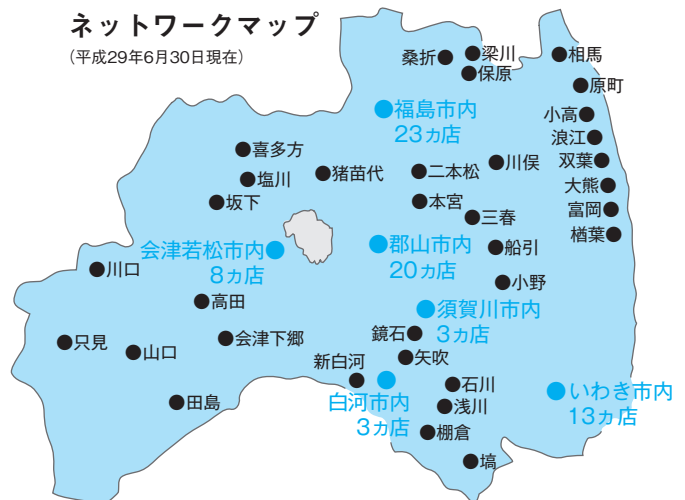 ネットワークマップ
(平成29年6月30日現在)
桑折
梁川
保原
相馬
原町
福島市内
23ヵ店
小高
浪江
喜多方
猪苗代
二本松
川俣
双葉
塩川
大熊
坂下
本宮
三春
富岡
楢葉
会津若松市内
8ヵ店
郡山市内
20ヵ店
船引
川口
小野
高田
須賀川市内
3ヵ店
鏡石
会津下郷
只見
山口
矢吹
新白河
白河市内
3ヵ店
石川
いわき市内
13ヵ店
田島
浅川
棚倉
塙